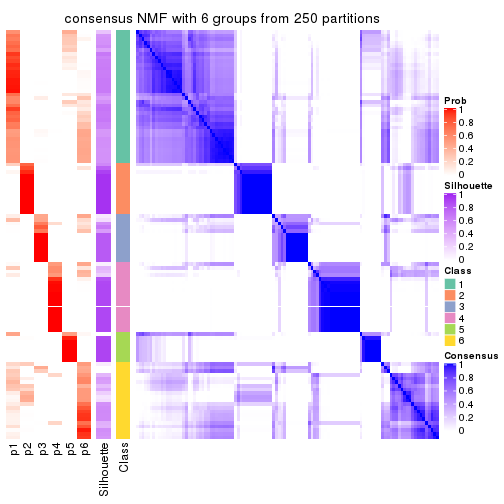 consensus NMF with 6 groups from 250 partitions
Prob
1
0.8
0.6
0.4
0.2
0
Silhouette
1
0.8
0.6
0.4
0.2
0
Class
1
2
3
4
5
6
Consensus
1
0.8
0.6
0.4
0.2
0
p1
p2
p3
p4
p5
p6
Silhouette
Class